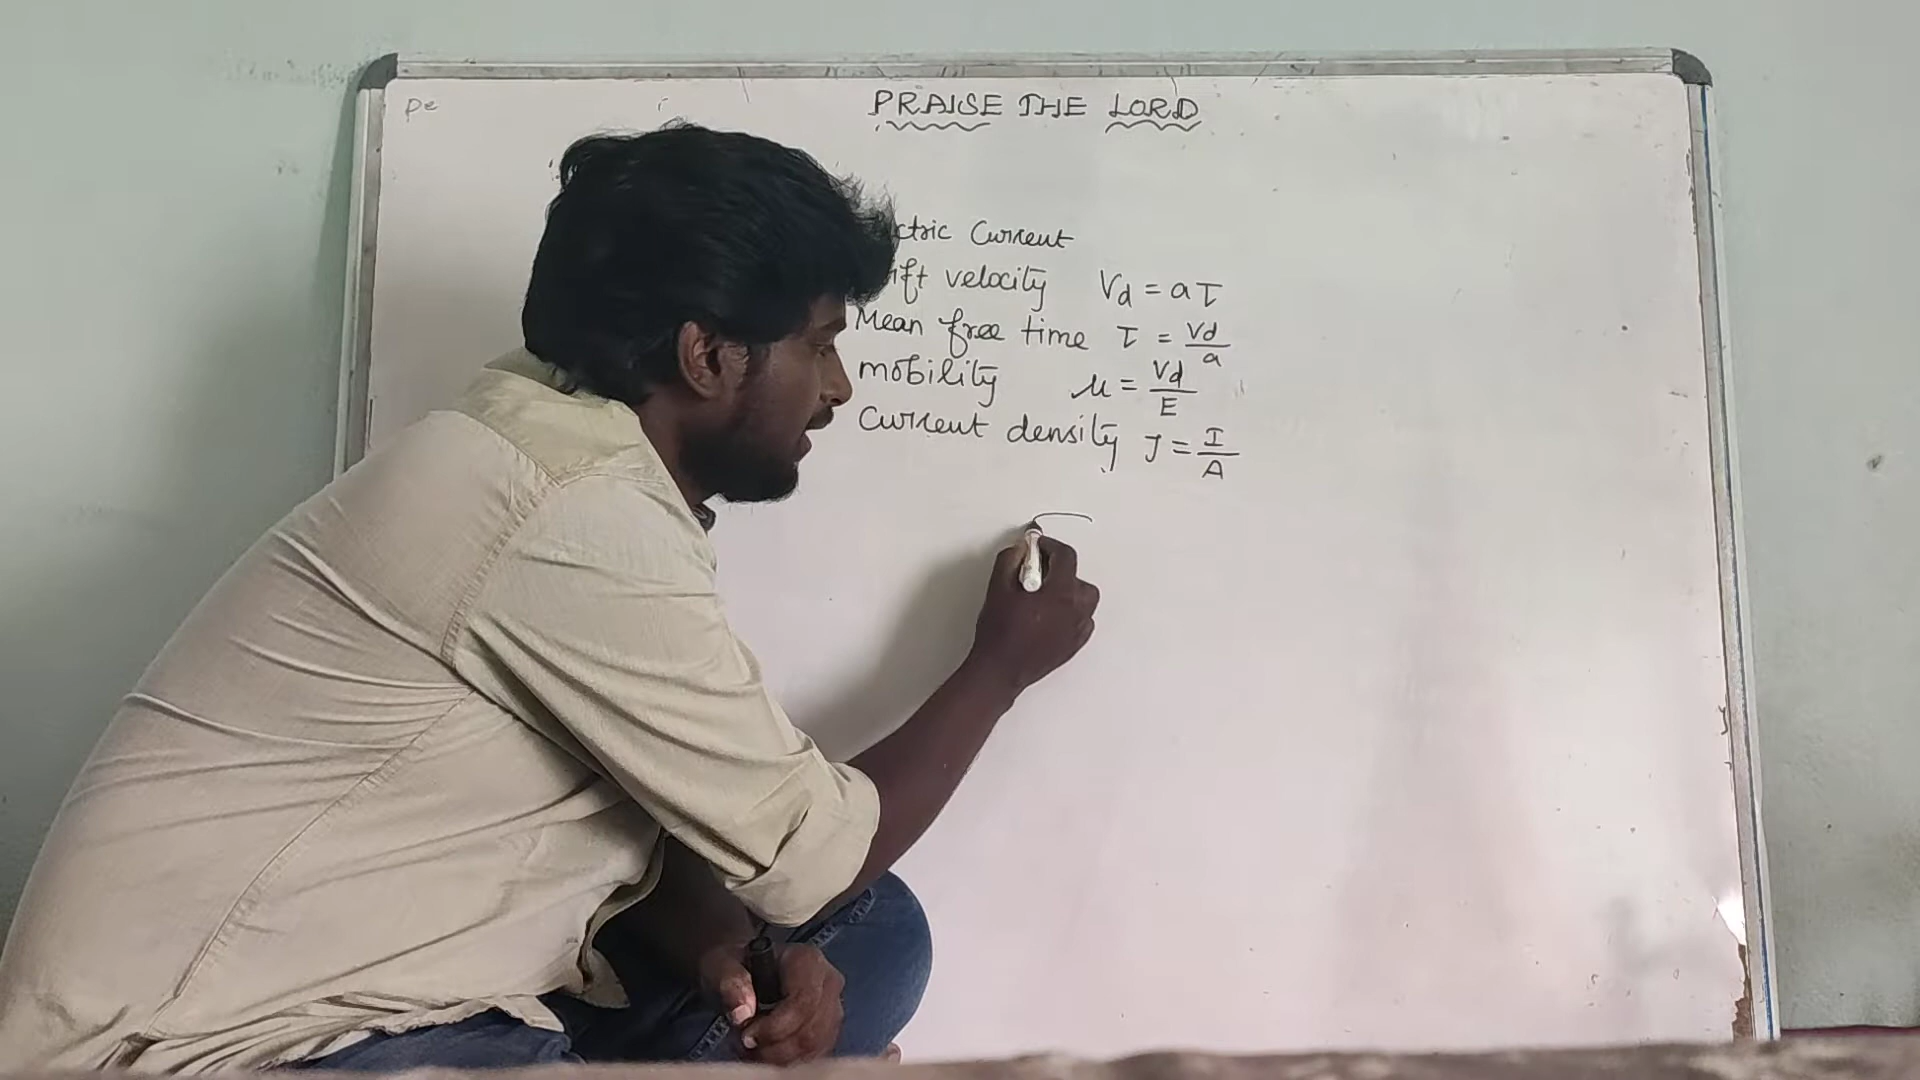 pe
PRAISE THE LORD
ctric Current
ift velocity Vd = aτ
Mean free time τ = Vd/a
mobility μ = Vd/E
Current density J = I/A